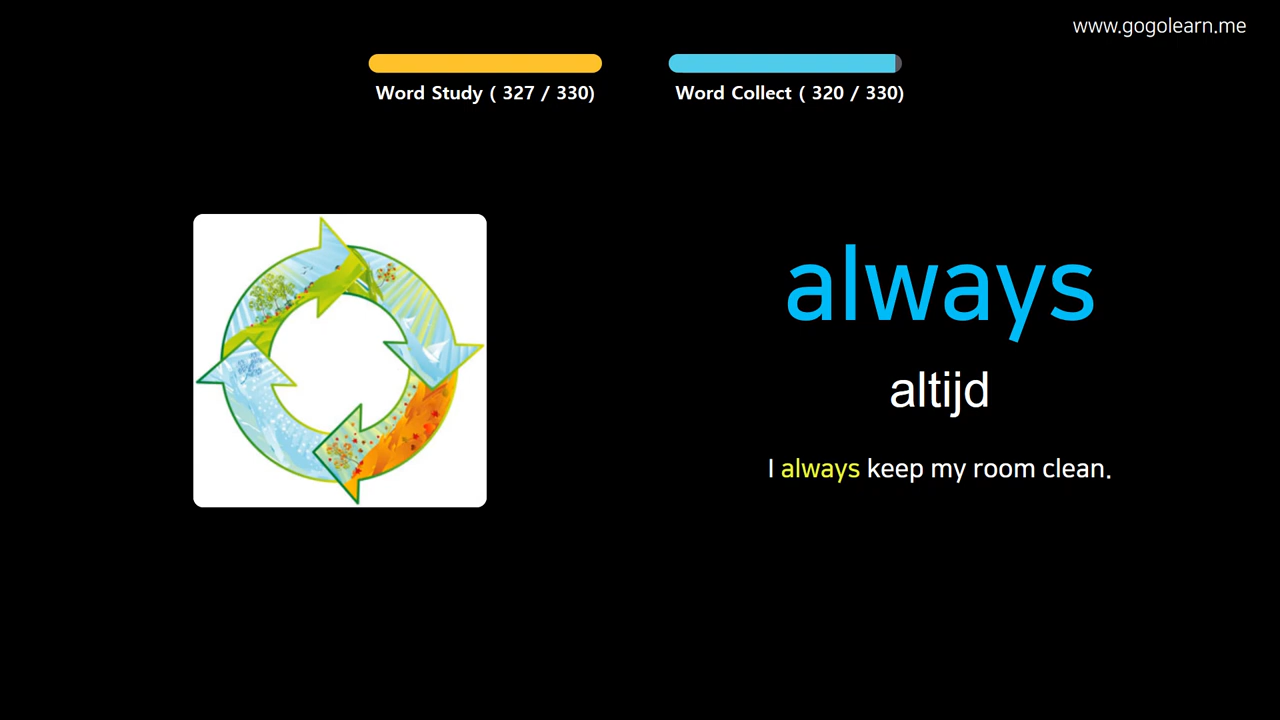 www.gogolearn.me
Word Study ( 327 / 330)
Word Collect ( 320 / 330)
always
altijd
I always keep my room clean.